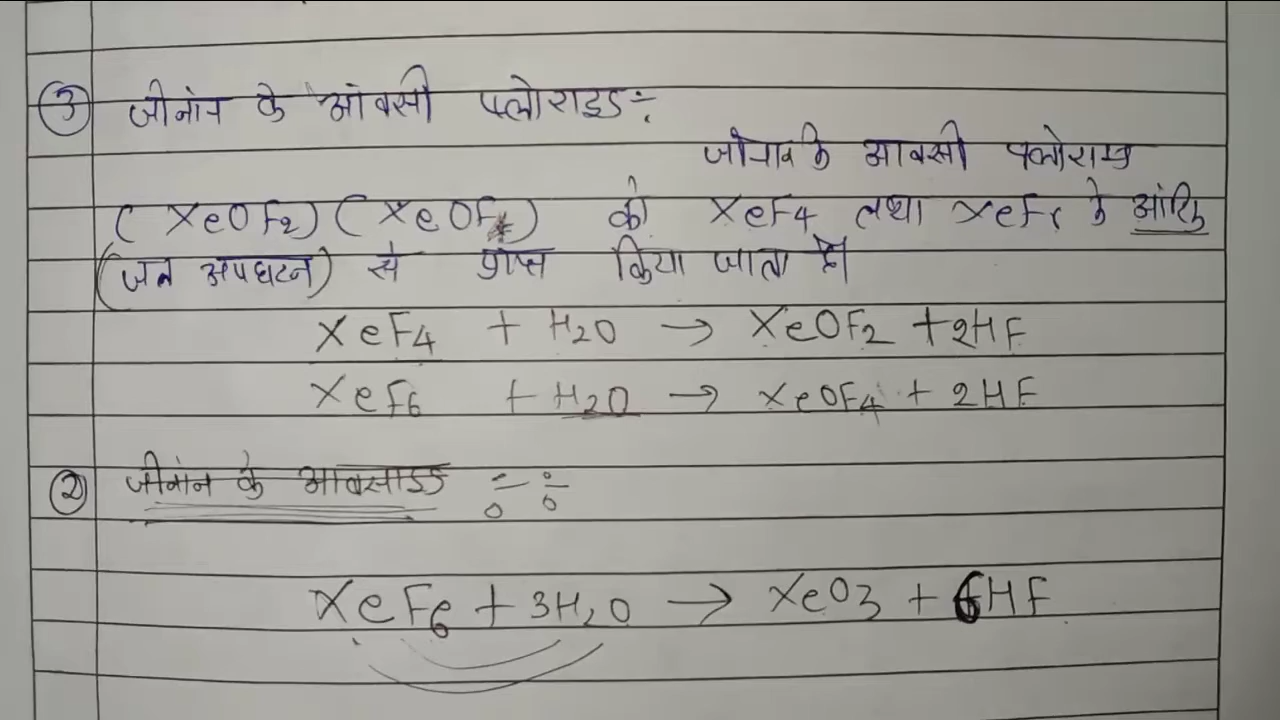 (3) जीनॉन के आक्सी फ्लोराइड ÷
जीनान के आक्सी फ्लोराइड
(XeOF2) (XeOF4) को XeF4 तथा XeF6 के आंशिक
(जल अपघटन) से प्राप्त किया जाता है।
XeF4 + H2O → XeOF2 + 2HF
XeF6 + H2O → XeOF4 + 2HF
(2) जीनॉन के आक्साइड ÷ ÷
XeF6 + 3H2O → XeO3 + 6HF